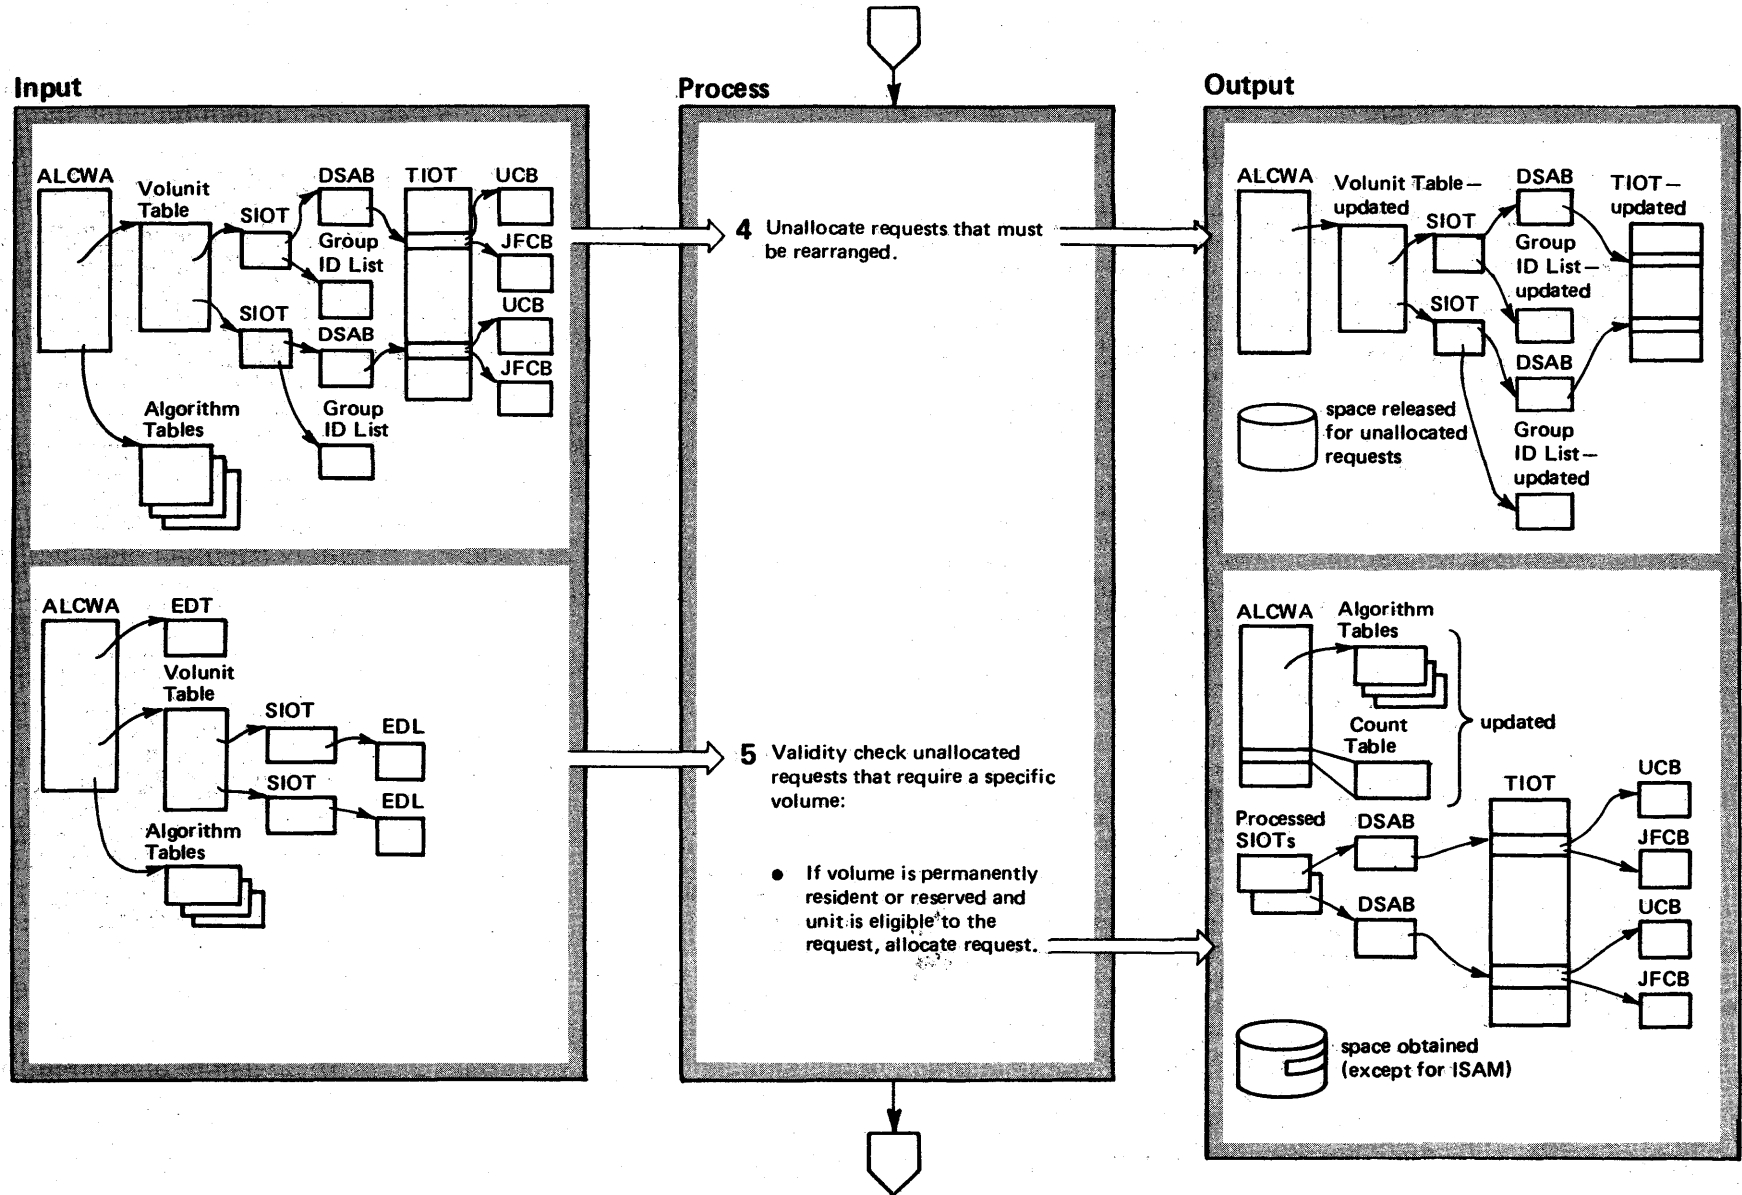 Input
ALCWA
Volunit
Table
SIOT
DSAB
TIOT
UCB
Group
ID List
JFCB
SIOT
DSAB
UCB
JFCB
Group
ID List
Algorithm
Tables
ALCWA
EDT
Volunit
Table
SIOT
EDL
SIOT
EDL
Algorithm
Tables
Process
4 Unallocate requests that must
be rearranged.
5 Validity check unallocated
requests that require a specific
volume:
● If volume is permanently
resident or reserved and
unit is eligible to the
request, allocate request.
Output
ALCWA
Volunit Table—
updated
SIOT
DSAB
TIOT—
updated
Group
ID List—
updated
SIOT
DSAB
space released
for unallocated
requests
Group
ID List—
updated
ALCWA
Algorithm
Tables
Count
Table
updated
Processed
SIOTs
DSAB
TIOT
UCB
JFCB
DSAB
UCB
JFCB
space obtained
(except for ISAM)